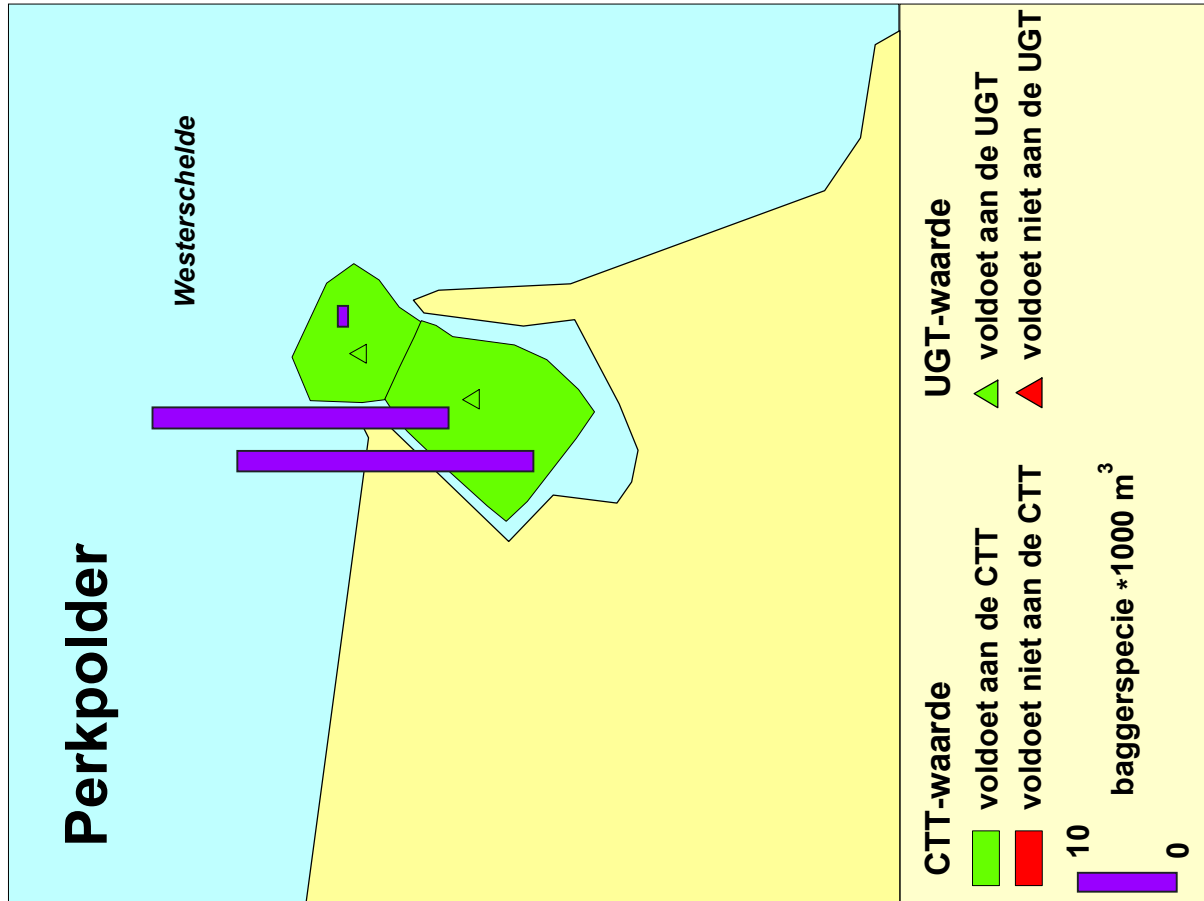 Perkpolder
Westerschelde
CTT-waarde
voldoet aan de CTT
voldoet niet aan de CTT
UGT-waarde
voldoet aan de UGT
voldoet niet aan de UGT
10
0
baggerspecie *1000 m³